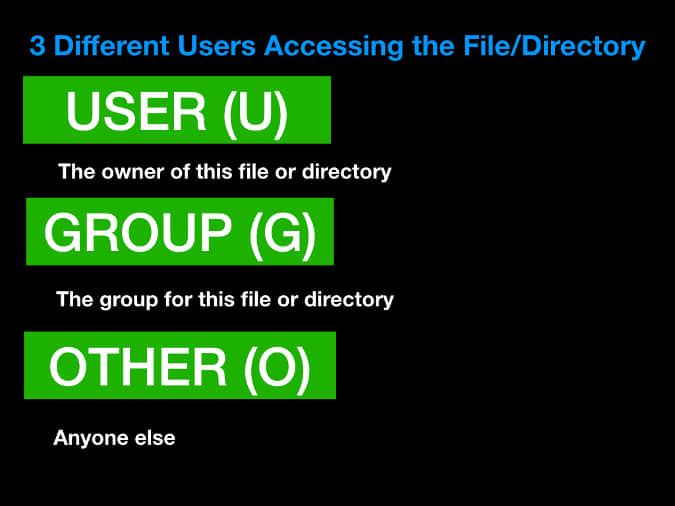 3 Different Users Accessing the File/Directory
USER (U)
The owner of this file or directory
GROUP (G)
The group for this file or directory
OTHER (O)
Anyone else